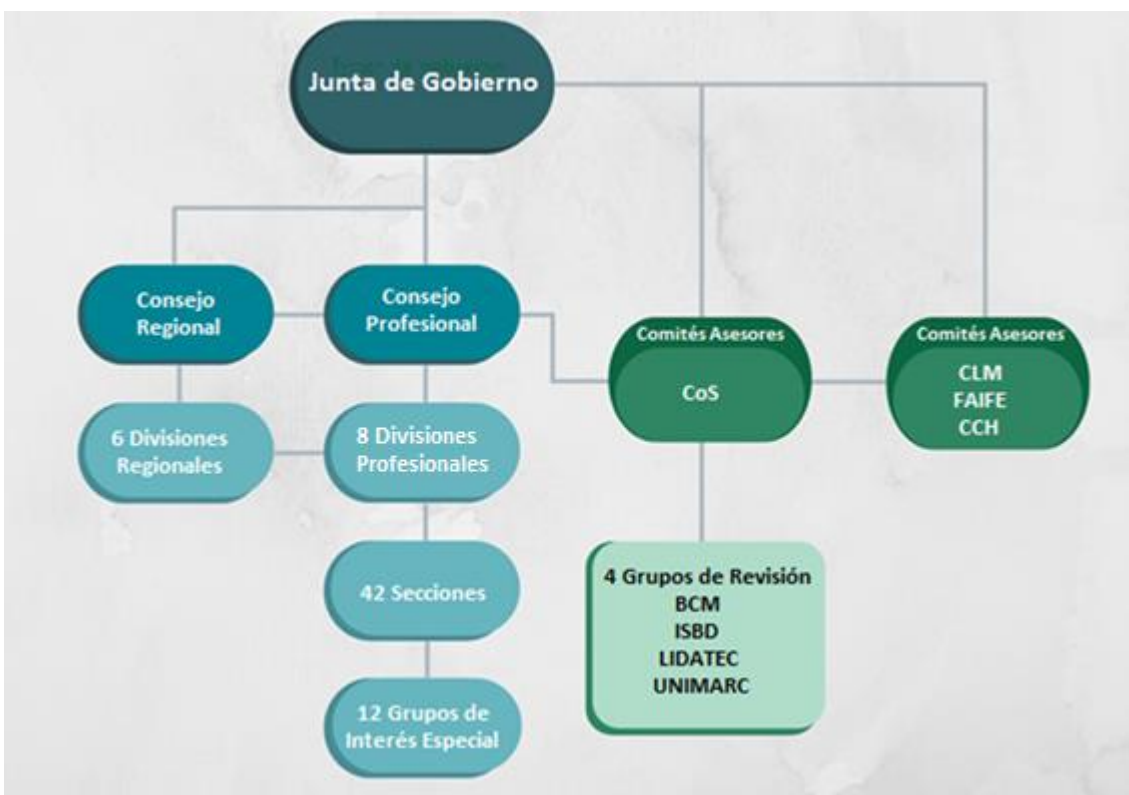 Junta de Gobierno
Consejo
Regional
Consejo
Profesional
Comités Asesores
CoS
Comités Asesores
CLM
FAIFE
CCH
6 Divisiones
Regionales
8 Divisiones
Profesionales
42 Secciones
12 Grupos de
Interés Especial
4 Grupos de Revisión
BCM
ISBD
LIDATEC
UNIMARC